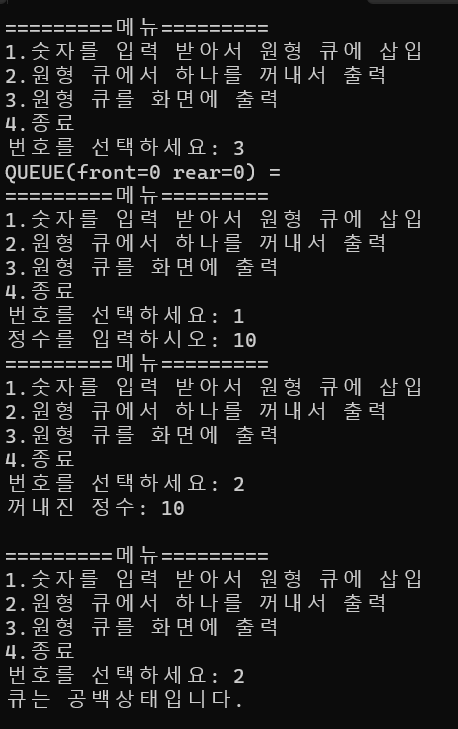 =========메뉴=========
1.숫자를 입력 받아서 원형 큐에 삽입
2.원형 큐에서 하나를 꺼내서 출력
3.원형 큐를 화면에 출력
4.종료
번호를 선택하세요: 3
QUEUE(front=0 rear=0) =
=========메뉴=========
1.숫자를 입력 받아서 원형 큐에 삽입
2.원형 큐에서 하나를 꺼내서 출력
3.원형 큐를 화면에 출력
4.종료
번호를 선택하세요: 1
정수를 입력하시오: 10
=========메뉴=========
1.숫자를 입력 받아서 원형 큐에 삽입
2.원형 큐에서 하나를 꺼내서 출력
3.원형 큐를 화면에 출력
4.종료
번호를 선택하세요: 2
꺼내진 정수: 10
=========메뉴=========
1.숫자를 입력 받아서 원형 큐에 삽입
2.원형 큐에서 하나를 꺼내서 출력
3.원형 큐를 화면에 출력
4.종료
번호를 선택하세요: 2
큐는 공백상태입니다.